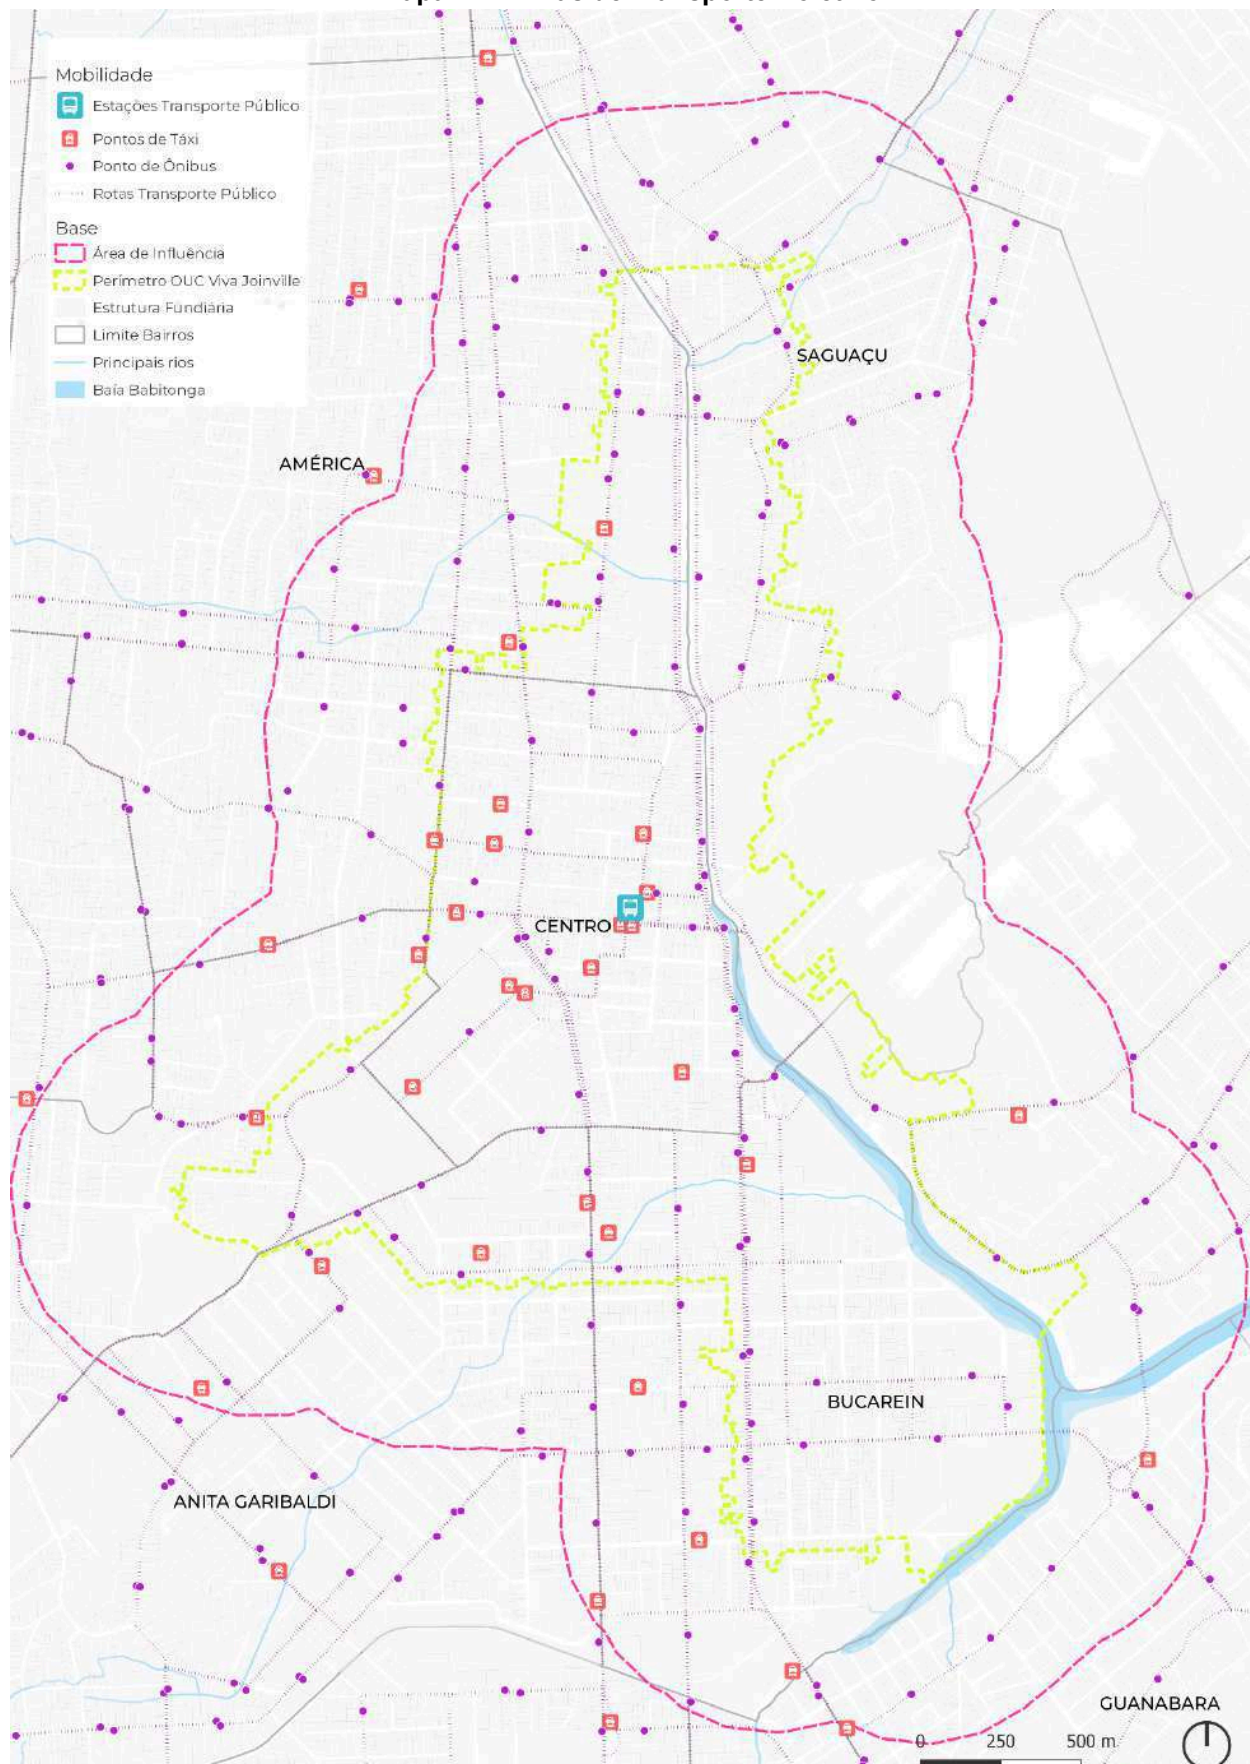 Mobilidade
Estações Transporte Público
Pontos de Táxi
Ponto de Ônibus
Rotas Transporte Público
Base
Área de Influência
Perímetro OUC Viva Joinville
Estrutura Fundiária
Limite Bairros
Principais rios
Baía Babitonga
SAGUAÇU
AMÉRICA
CENTRO
BUCAREIN
ANITA GARIBALDI
GUANABARA
0 250 500 m